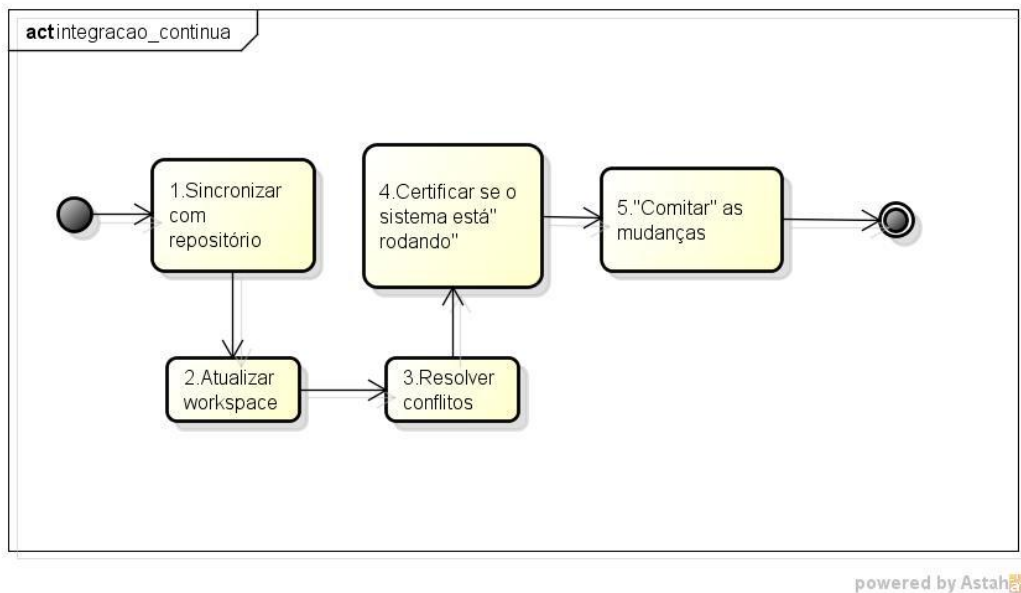 act integracao_continua
1.Sincronizar
com
repositório
4.Certificar se o
sistema está"
rodando"
5."Comitar" as
mudanças
2.Atualizar
workspace
3.Resolver
conflitos
powered by Astah